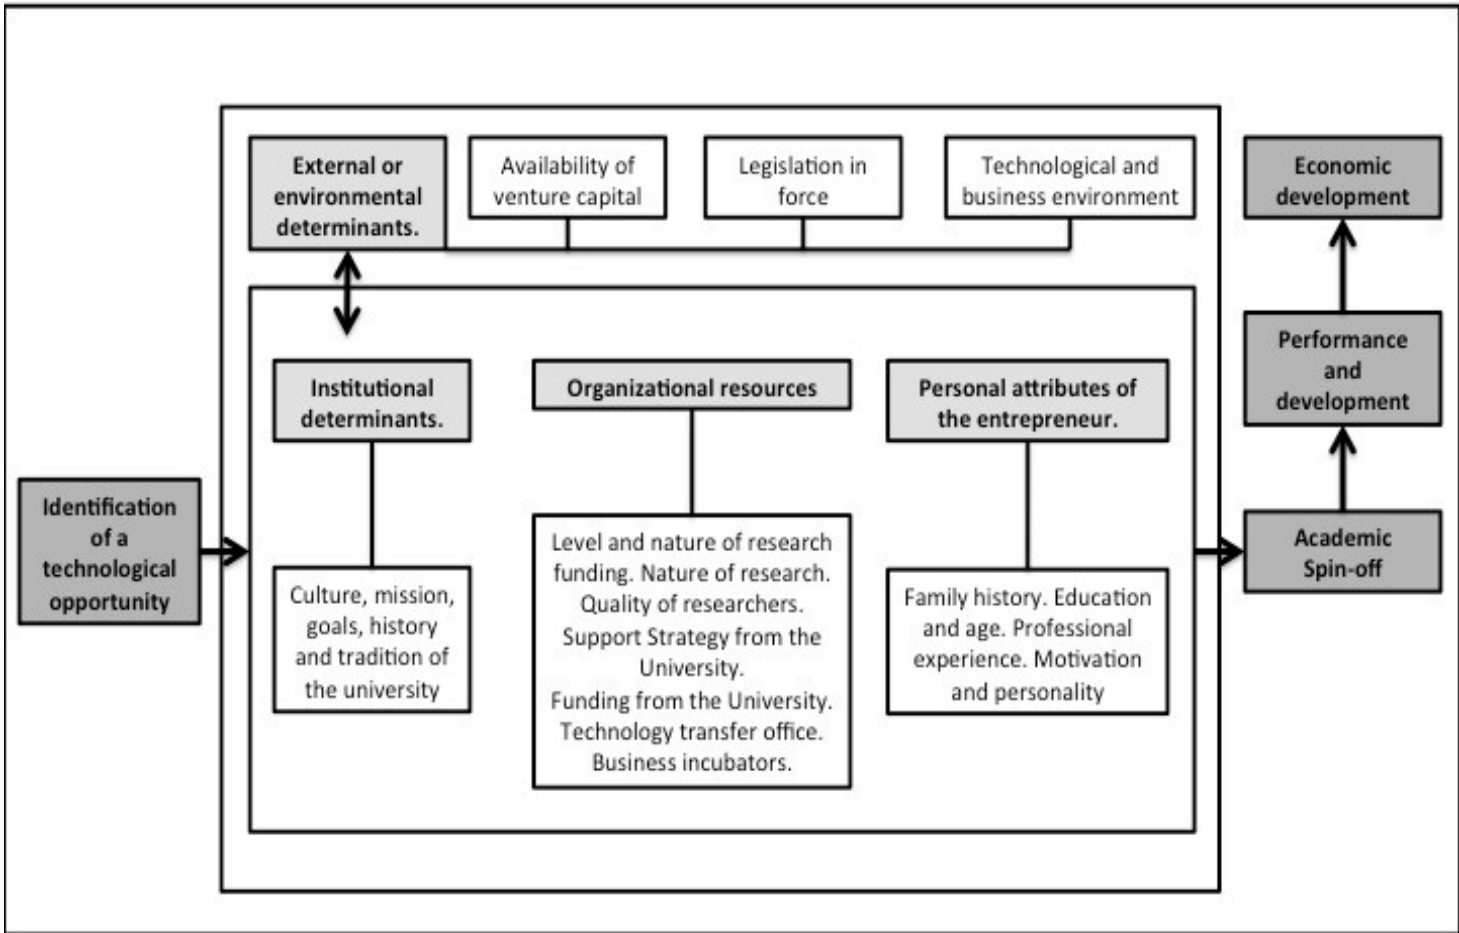 External or
environmental
determinants.
Availability of
venture capital
Legislation in
force
Technological and
business environment
Economic
development
Performance
and
development
Institutional
determinants.
Organizational resources
Personal attributes of
the entrepreneur.
Identification
of a
technological
opportunity
Culture, mission,
goals, history
and tradition of
the university
Level and nature of research
funding. Nature of research.
Quality of researchers.
Support Strategy from the
University.
Funding from the University.
Technology transfer office.
Business incubators.
Family history. Education
and age. Professional
experience. Motivation
and personality
Academic
Spin-off